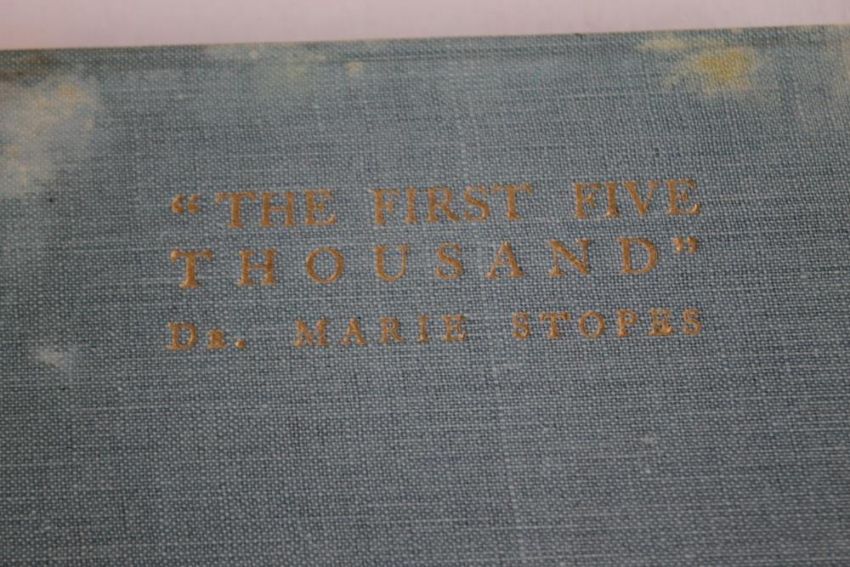 “THE FIRST FIVE
THOUSAND”
DR. MARIE STOPES